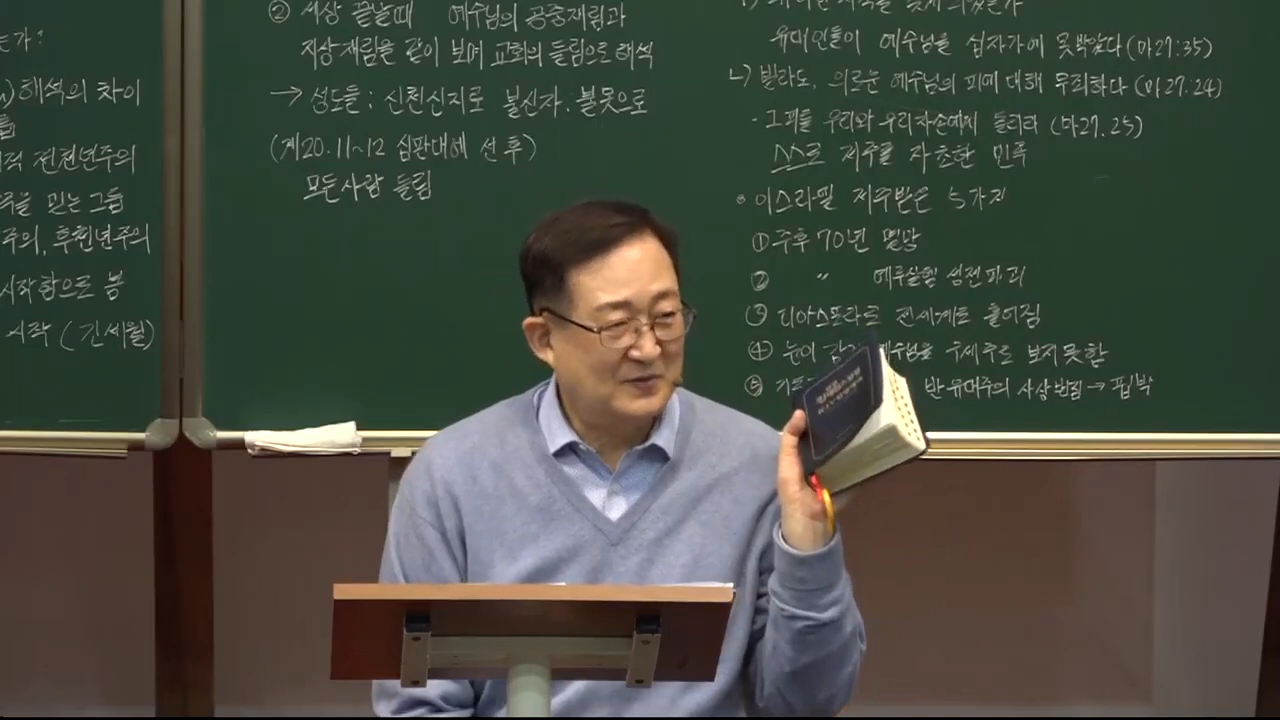 는가?
해석의 차이
그룹
적 전천년주의
믿는 그룹
주의, 후천년주의
시작함으로 봄
시작 (긴 세월)
② 세상 끝날때 예수님의 공중재림과
지상재림을 같이 보며 교회의 들림으로 해석
→ 성도들: 신천신지로 불신자. 불못으로
(계20.11~12 심판대에 선 후)
모든사람 들림
유대인들이 예수님을 십자가에 못박았다 (마27:35)
ㄴ) 빌라도, 의로운 예수님의 피에 대해 무죄하다 (마27:24)
- 그피를 우리와 우리자손에게 돌리라 (마27.25)
스스로 저주를 자초한 민족
• 이스라엘 저주받은 5가지
① 주후 70년 멸망
② 〃 예루살렘 성전파괴
③ 디아스포라로 전세계로 흩어짐
④ 눈이 예수님을 구세주로 보지못함
⑤ 반유대주의 사상받림 → 핍박